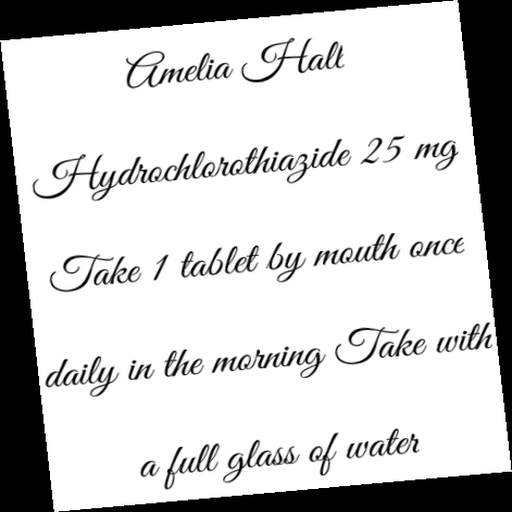 Amelia Halt
Hydrochlorothiazide 25 mg
Take 1 tablet by mouth once
daily in the morning Take with
a full glass of water